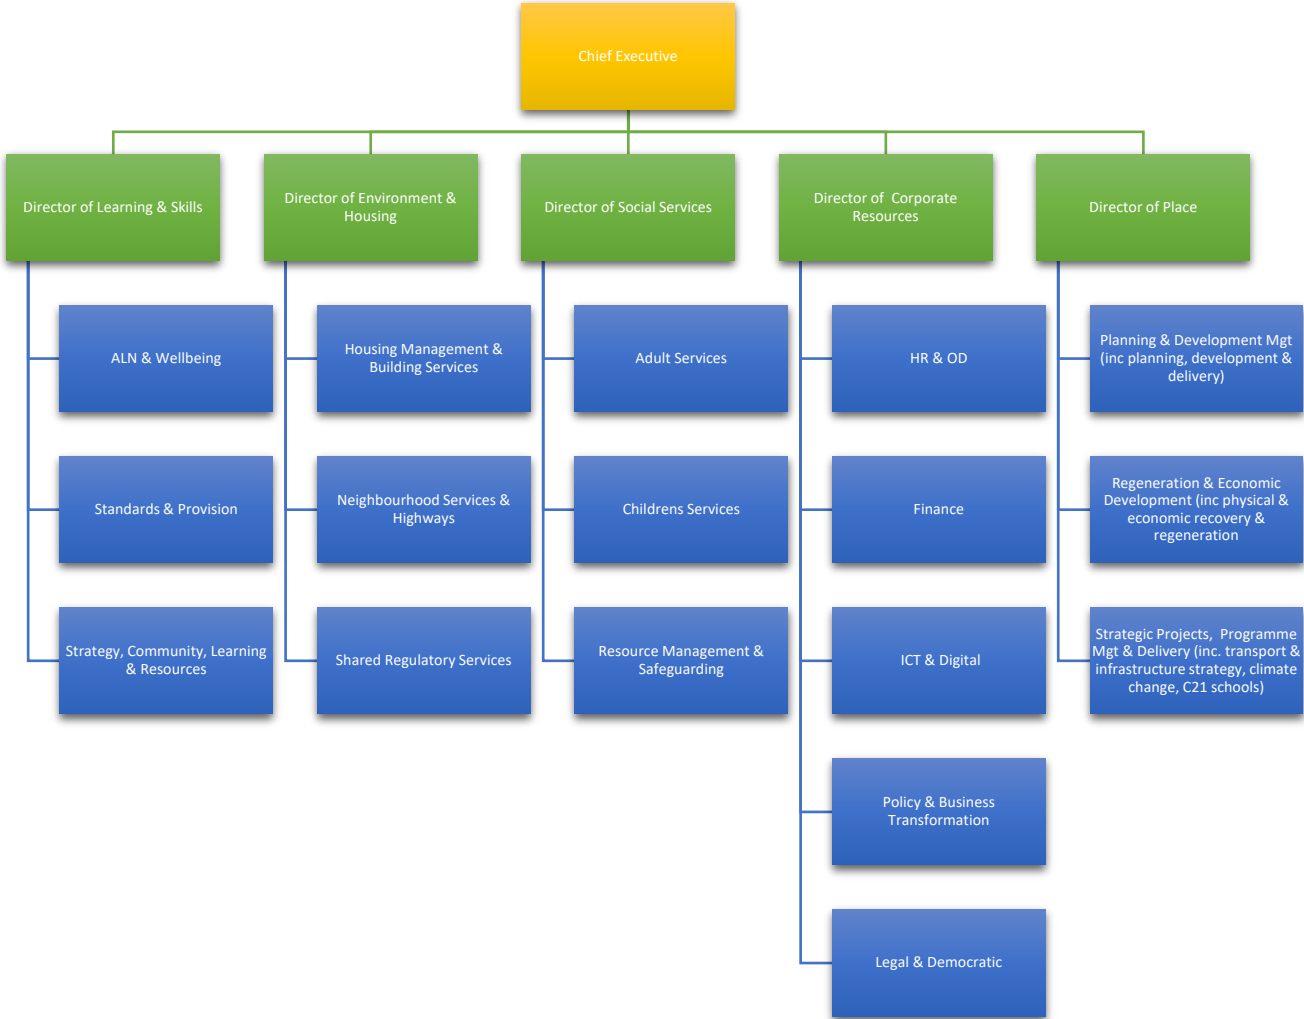 Chief Executive
Director of Learning & Skills
Director of Environment &
Housing
Director of Social Services
Director of  Corporate
Resources
Director of Place
ALN & Wellbeing
Standards & Provision
Strategy, Community, Learning
& Resources
Housing Management &
Building Services
Neighbourhood Services &
Highways
Shared Regulatory Services
Adult Services
Childrens Services
Resource Management &
Safeguarding
HR & OD
Finance
ICT & Digital
Policy & Business
Transformation
Legal & Democratic
Planning & Development Mgt
(inc planning, development &
delivery)
Regeneration & Economic
Development (inc physical &
economic recovery &
regeneration
Strategic Projects,  Programme
Mgt & Delivery (inc. transport &
infrastructure strategy, climate
change, C21 schools)